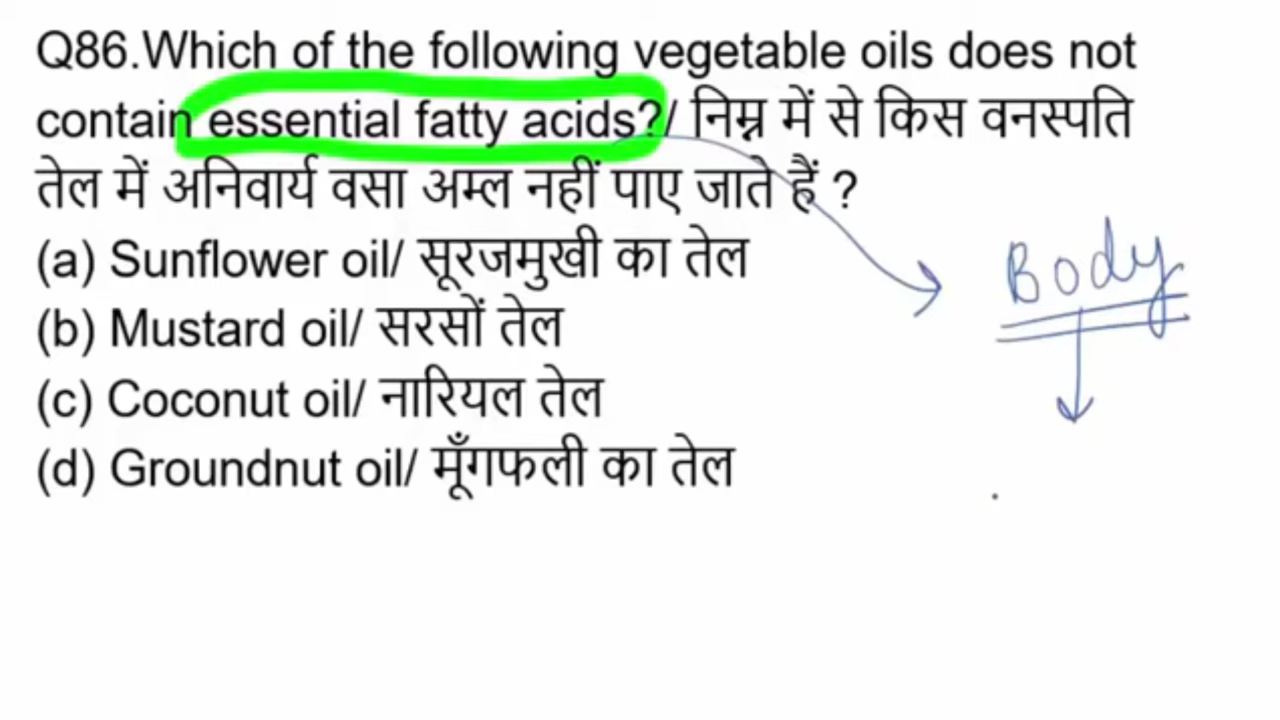 Q86.Which of the following vegetable oils does not
contain essential fatty acids?/ निम्न में से किस वनस्पति
तेल में अनिवार्य वसा अम्ल नहीं पाए जाते हैं ?
(a) Sunflower oil/ सूरजमुखी का तेल
Body
(b) Mustard oil/ सरसों तेल
(c) Coconut oil/ नारियल तेल
(d) Groundnut oil/ मूँगफली का तेल